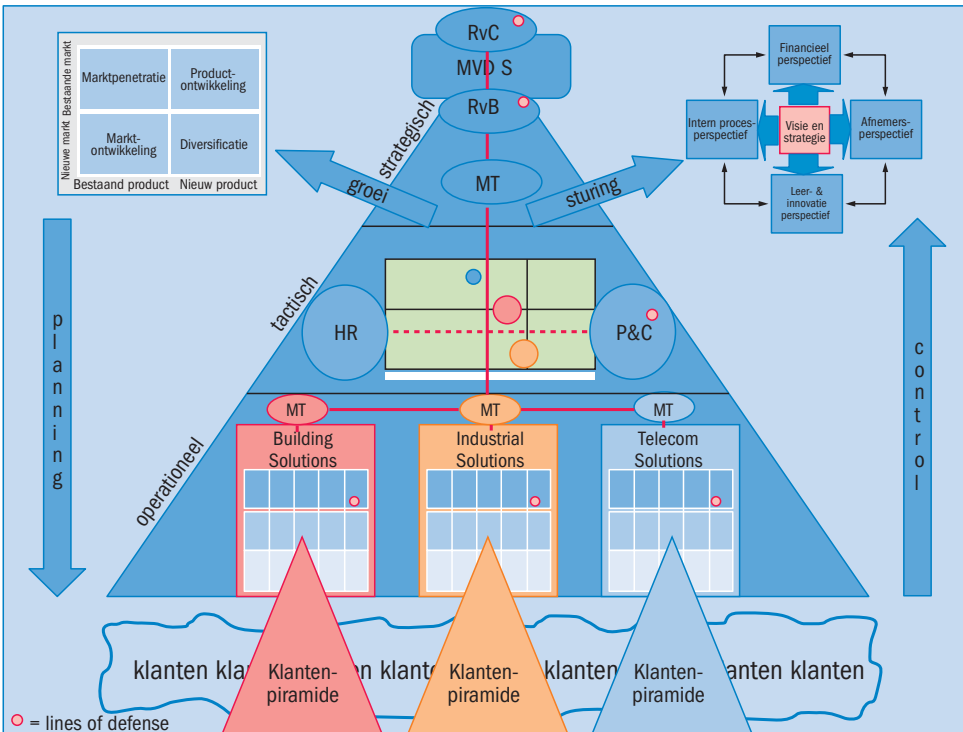 RvC
MVD S
RvB
MT
strategisch
groei
sturing
Bestaande markt
Nieuwe markt
Marktpenetratie
Product-
ontwikkeling
Markt-
ontwikkeling
Diversificatie
Bestaand product
Nieuw product
Financieel
perspectief
Intern proces-
perspectief
Visie en
strategie
Afnemers-
perspectief
Leer- &
innovatie
perspectief
plannning
control
tactisch
HR
P&C
operationeel
MT
MT
MT
Building
Solutions
Industrial
Solutions
Telecom
Solutions
klanten klan klanten klanten klanten klanten
Klanten-
piramide
Klanten-
piramide
Klanten-
piramide
= lines of defense